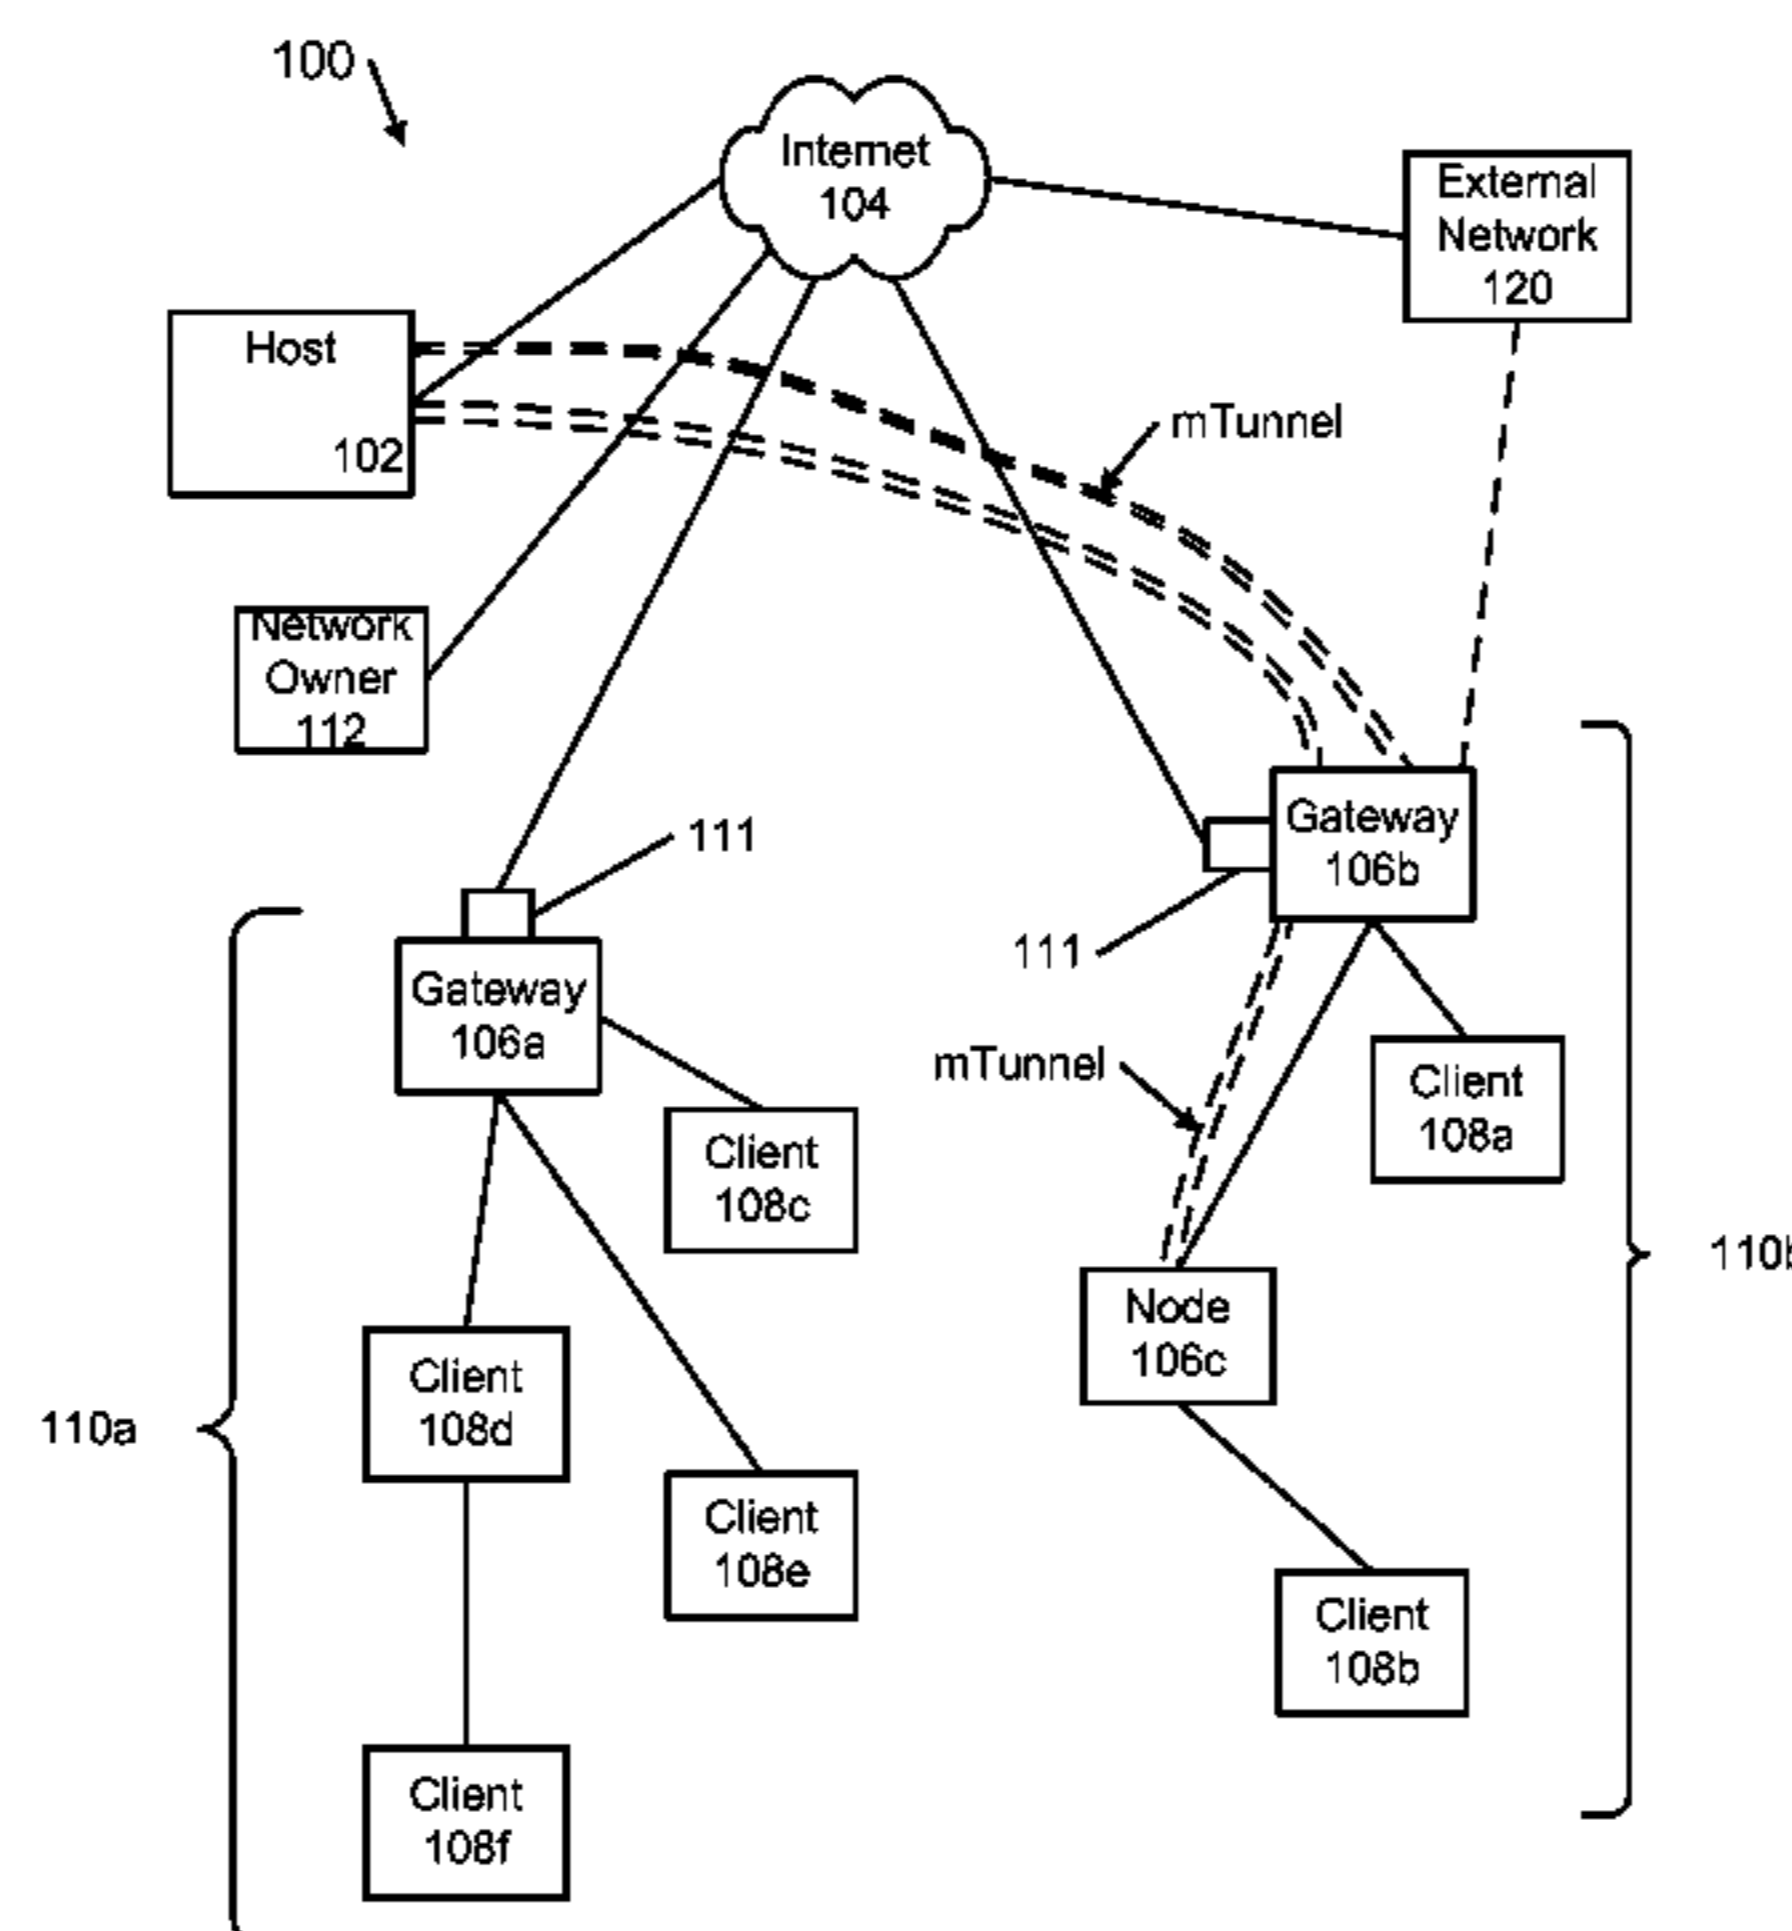 100
Internet
104
External
Network
120
Host
102
mTunnel
Network
Owner
112
Gateway
106b
111
111
Gateway
106a
mTunnel
Client
108a
Client
108c
110b
Node
106c
Client
108d
110a
Client
108e
Client
108b
Client
108f